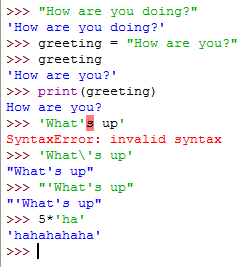 >>> "How are you doing?"
'How are you doing?'
>>> greeting = "How are you?"
>>> greeting
'How are you?'
>>> print(greeting)
How are you?
>>> 'What's up'
SyntaxError: invalid syntax
>>> 'What\'s up'
"What's up"
>>> "'What's up"
"'What's up"
>>> 5*'ha'
'hahahahaha'
>>>